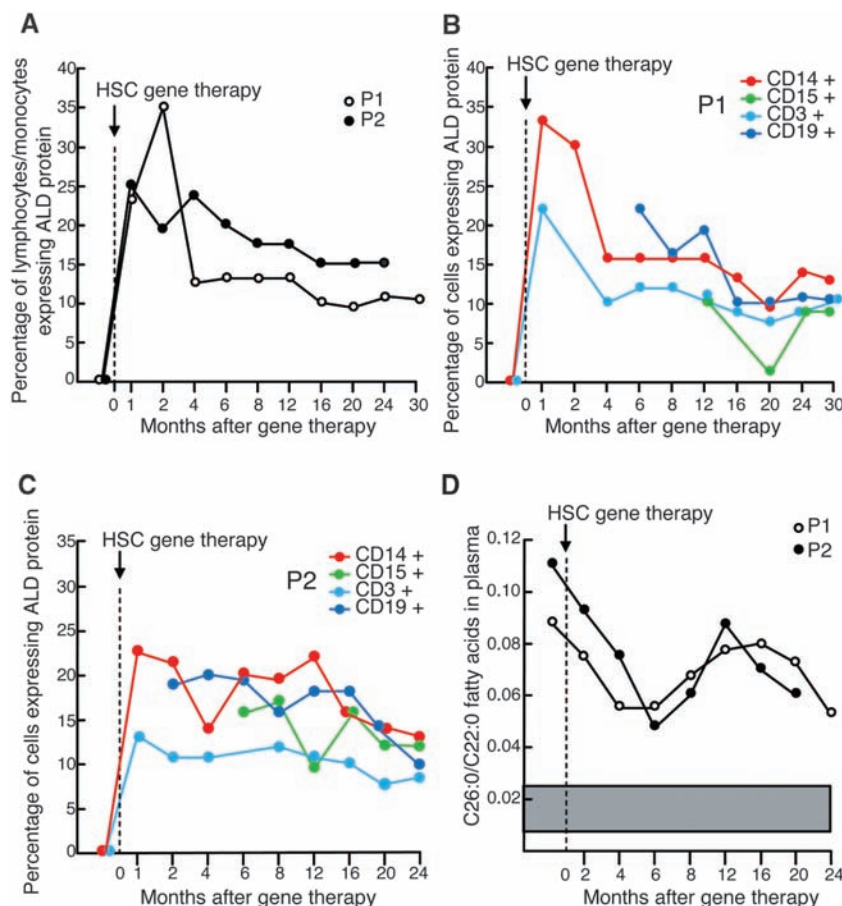 A
HSC gene therapy
P1
P2
Percentage of lymphocytes/monocytes
expressing ALD protein
40
35
30
25
20
15
10
5
0
0 1 2 4 6 8 12 16 20 24 30
Months after gene therapy
B
HSC gene therapy
P1
CD14 +
CD15 +
CD3 +
CD19 +
Percentage of cells expressing ALD protein
40
35
30
25
20
15
10
5
0
0 1 2 4 6 8 12 16 20 24 30
Months after gene therapy
C
HSC gene therapy
P2
CD14 +
CD15 +
CD3 +
CD19 +
Percentage of cells expressing ALD protein
35
30
25
20
15
10
5
0
0 1 2 4 6 8 12 16 20 24
Months after gene therapy
D
HSC gene therapy
P1
P2
C26:0/C22:0 fatty acids in plasma
0.12
0.10
0.08
0.06
0.04
0.02
0 2 4 6 8 12 16 20 24
Months after gene therapy